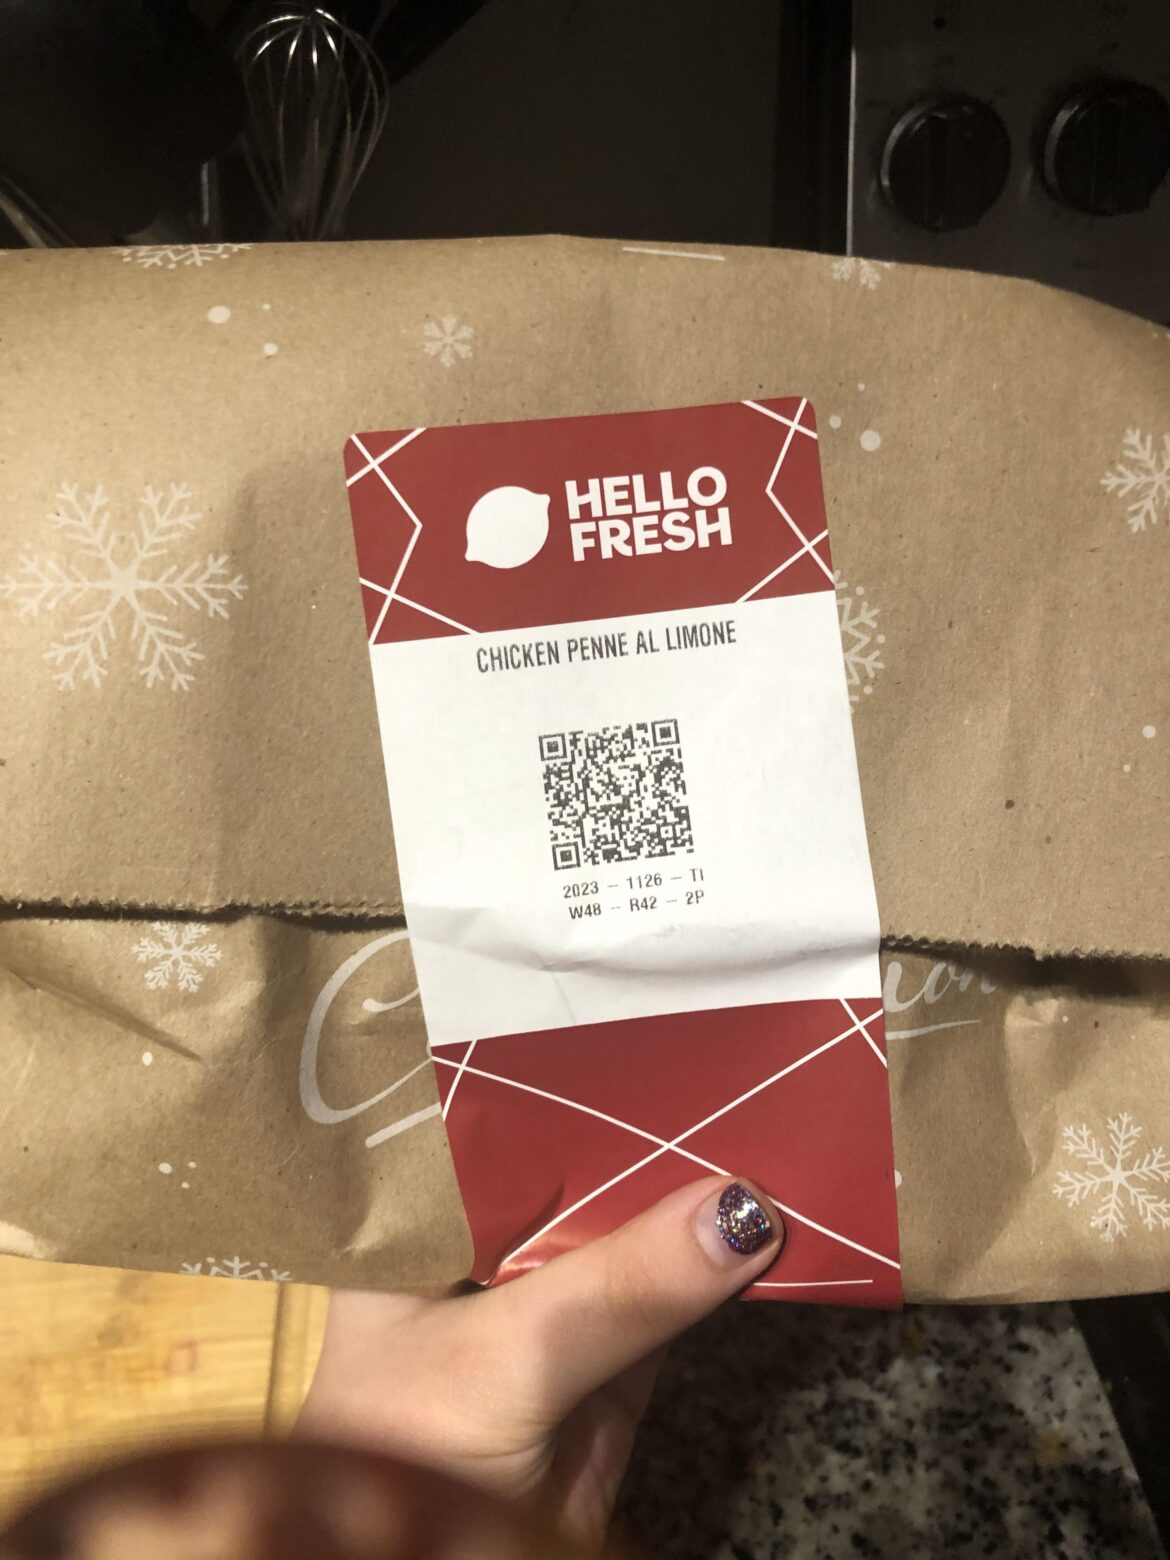 HELLO
FRESH
CHICKEN PENNE AL LIMONE
2023 - 1126 - TI
W48 - R42 - 2P